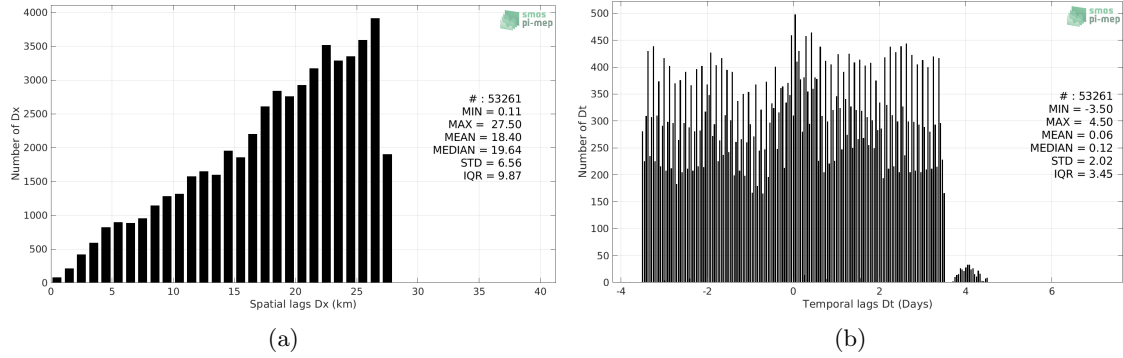 smos
pi-mep
Number of Dx
4000
3500
3000
2500
2000
1500
1000
500
0
# : 53261
MIN = 0.11
MAX = 27.50
MEAN = 18.40
MEDIAN = 19.64
STD = 6.56
IQR = 9.87
0 5 10 15 20 25 30 35 40
Spatial lags Dx (km)
(a)
smos
pi-mep
Number of Dt
500
450
400
350
300
250
200
150
100
50
0
# : 53261
MIN = -3.50
MAX = 4.50
MEAN = 0.06
MEDIAN = 0.12
STD = 2.02
IQR = 3.45
-4 -2 0 2 4 6
Temporal lags Dt (Days)
(b)